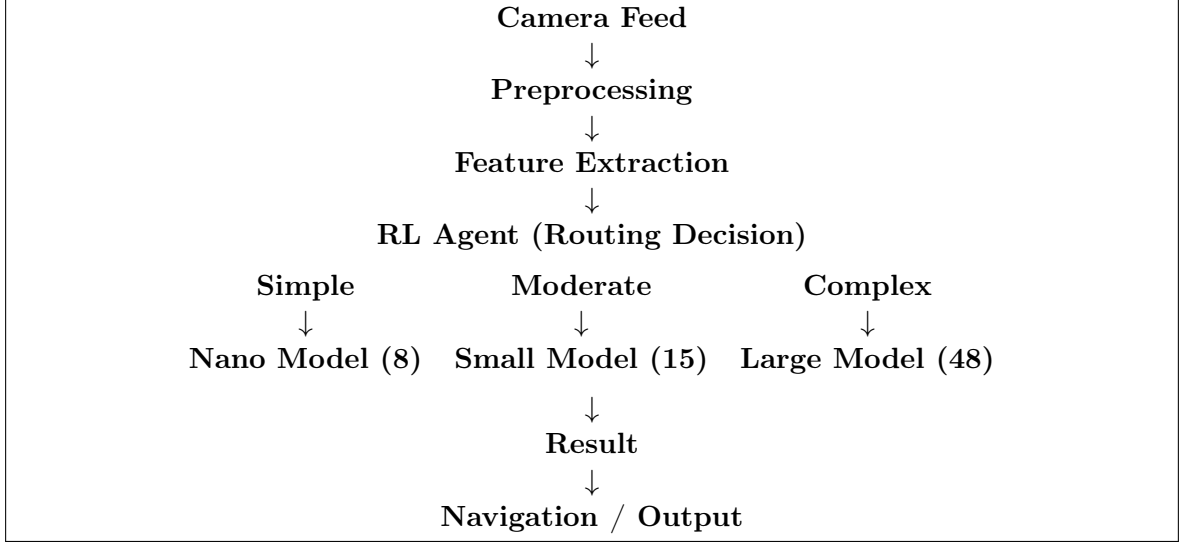 Camera Feed
↓
Preprocessing
↓
Feature Extraction
↓
RL Agent (Routing Decision)
Simple Moderate Complex
↓ ↓ ↓
Nano Model (8) Small Model (15) Large Model (48)
↓
Result
↓
Navigation / Output